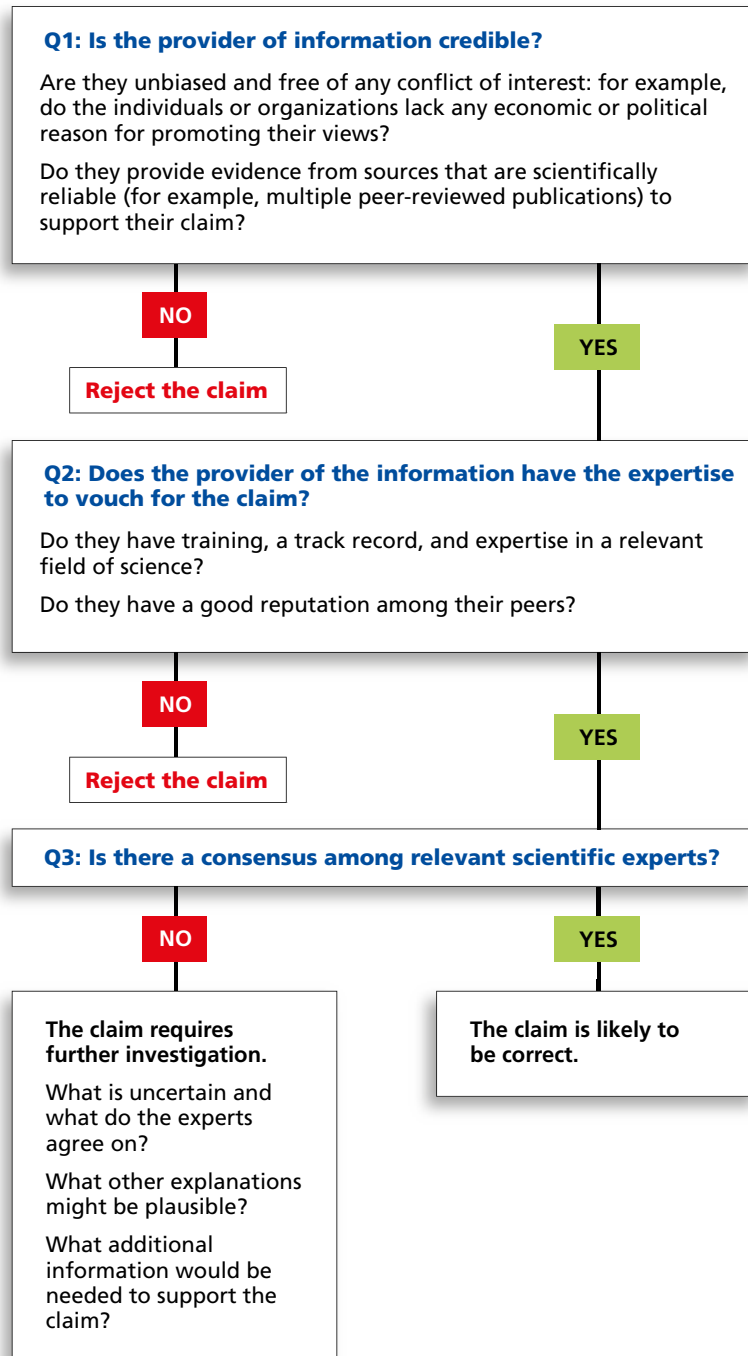 Q1: Is the provider of information credible?
Are they unbiased and free of any conflict of interest: for example,
do the individuals or organizations lack any economic or political
reason for promoting their views?
Do they provide evidence from sources that are scientifically
reliable (for example, multiple peer-reviewed publications) to
support their claim?
NO
YES
Reject the claim
Q2: Does the provider of the information have the expertise
to vouch for the claim?
Do they have training, a track record, and expertise in a relevant
field of science?
Do they have a good reputation among their peers?
NO
YES
Reject the claim
Q3: Is there a consensus among relevant scientific experts?
NO
YES
The claim requires
further investigation.
What is uncertain and
what do the experts
agree on?
What other explanations
might be plausible?
What additional
information would be
needed to support the
claim?
The claim is likely to
be correct.